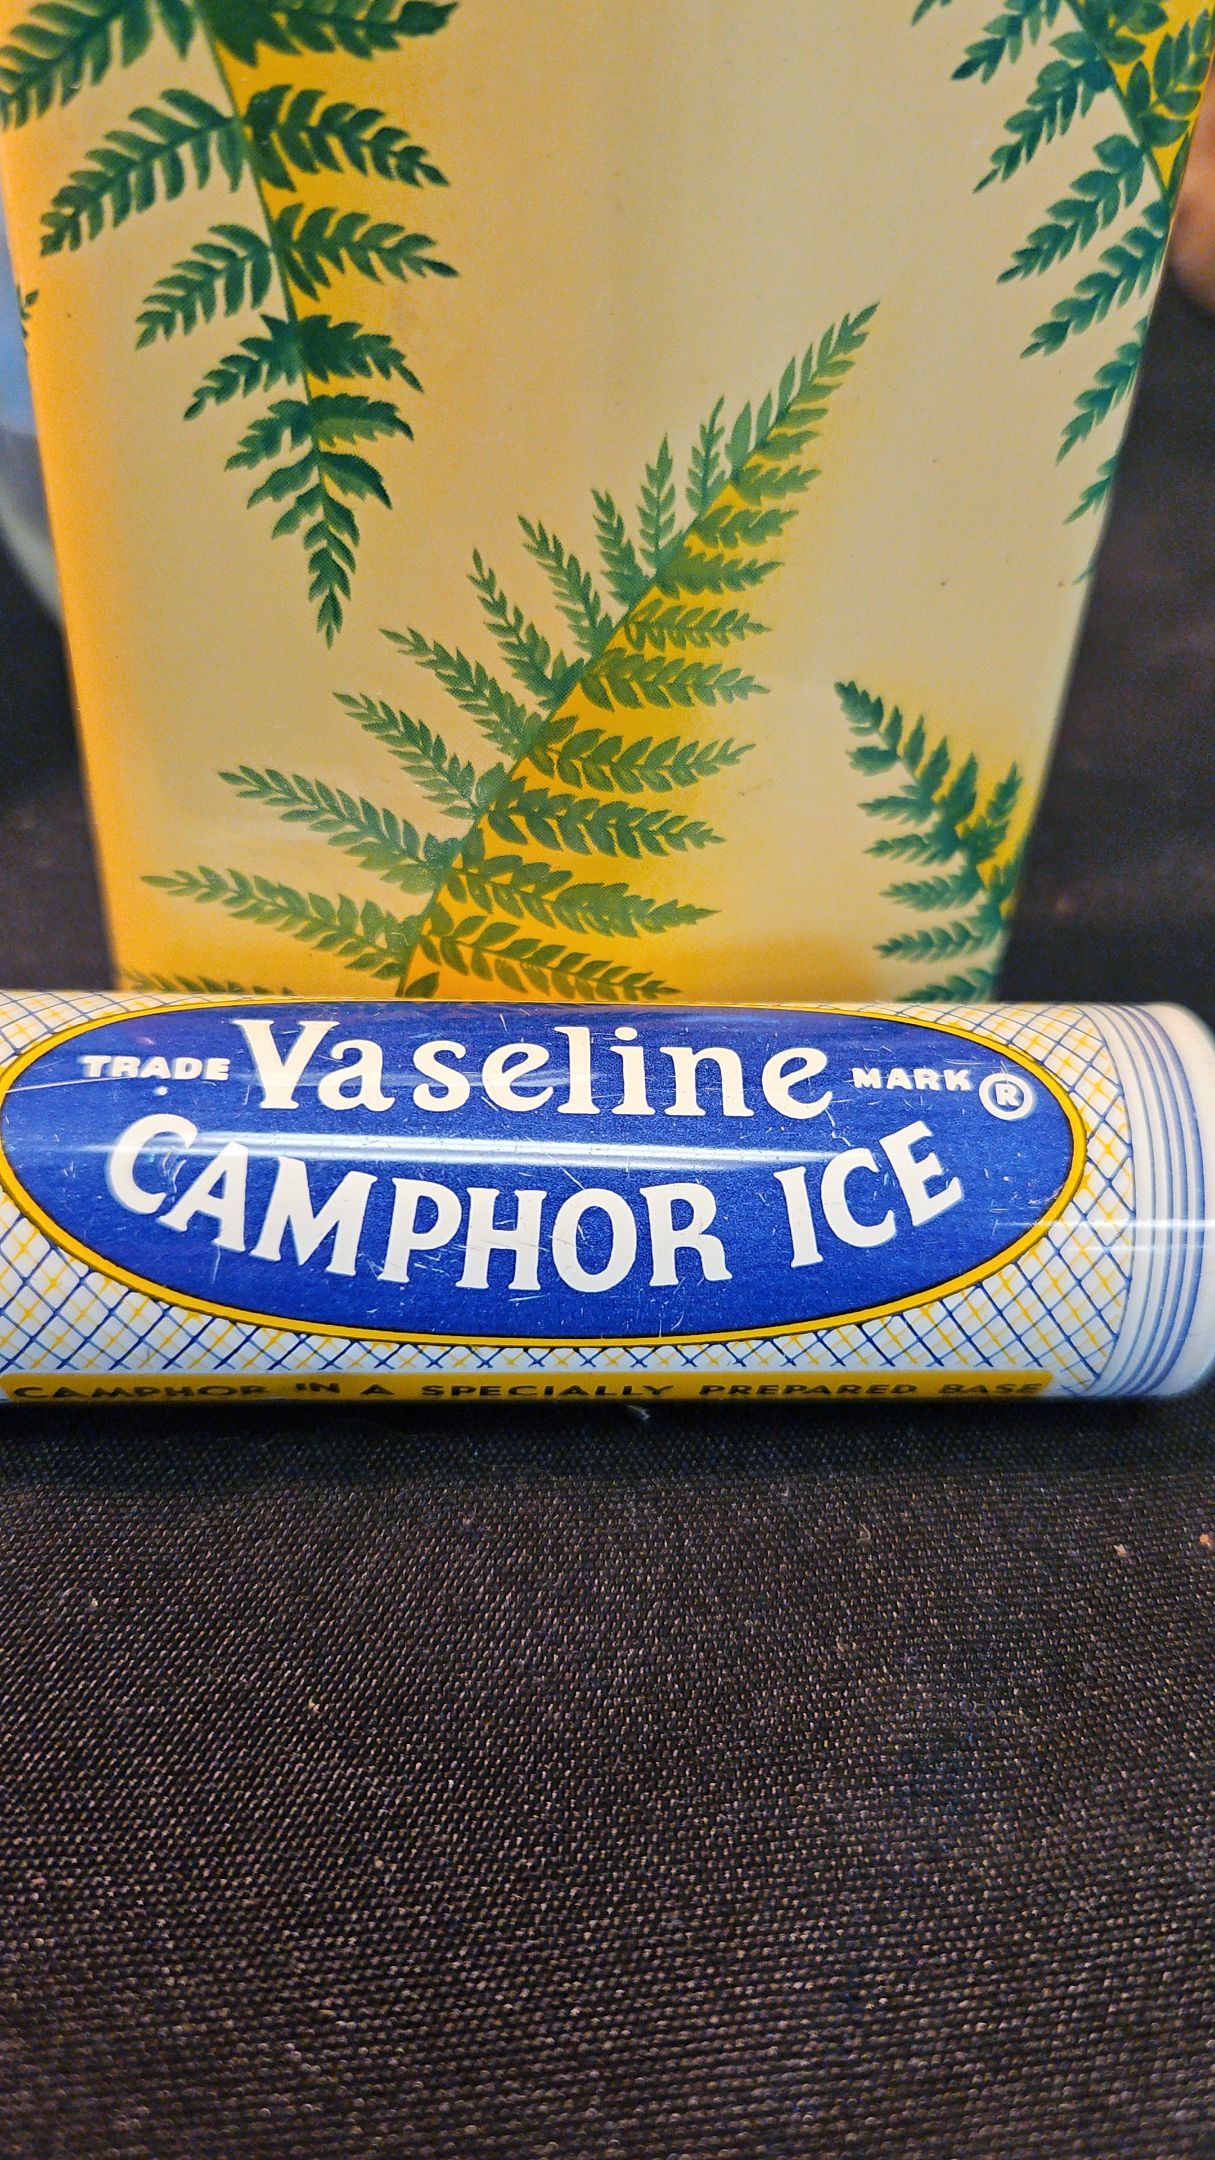 TRADE Vaseline MARK ®
CAMPHOR ICE
CAMPHOR IN A SPECIALLY PREPARED BASE